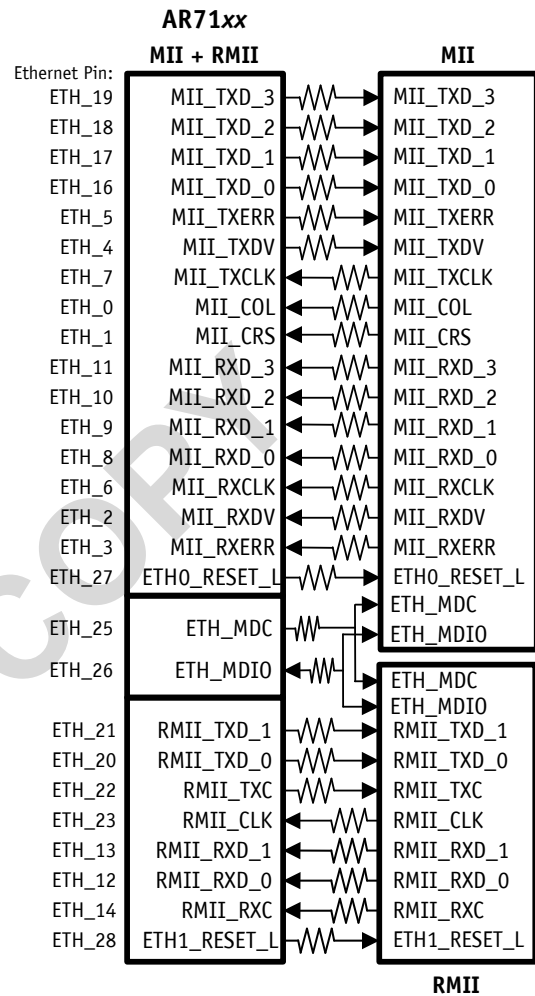 AR71xx
MII + RMII MII
Ethernet Pin:
ETH_19 MII_TXD_3 MII_TXD_3
ETH_18 MII_TXD_2 MII_TXD_2
ETH_17 MII_TXD_1 MII_TXD_1
ETH_16 MII_TXD_0 MII_TXD_0
ETH_5 MII_TXERR MII_TXERR
ETH_4 MII_TXDV MII_TXDV
ETH_7 MII_TXCLK MII_TXCLK
ETH_0 MII_COL MII_COL
ETH_1 MII_CRS MII_CRS
ETH_11 MII_RXD_3 MII_RXD_3
ETH_10 MII_RXD_2 MII_RXD_2
ETH_9 MII_RXD_1 MII_RXD_1
ETH_8 MII_RXD_0 MII_RXD_0
ETH_6 MII_RXCLK MII_RXCLK
ETH_2 MII_RXDV MII_RXDV
ETH_3 MII_RXERR MII_RXERR
ETH_27 ETH0_RESET_L ETH0_RESET_L
ETH_MDC
ETH_25 ETH_MDC ETH_MDIO
ETH_26 ETH_MDIO ETH_MDC
ETH_MDIO
ETH_21 RMII_TXD_1 RMII_TXD_1
ETH_20 RMII_TXD_0 RMII_TXD_0
ETH_22 RMII_TXC RMII_TXC
ETH_23 RMII_CLK RMII_CLK
ETH_13 RMII_RXD_1 RMII_RXD_1
ETH_12 RMII_RXD_0 RMII_RXD_0
ETH_14 RMII_RXC RMII_RXC
ETH_28 ETH1_RESET_L ETH1_RESET_L
RMII
COPY